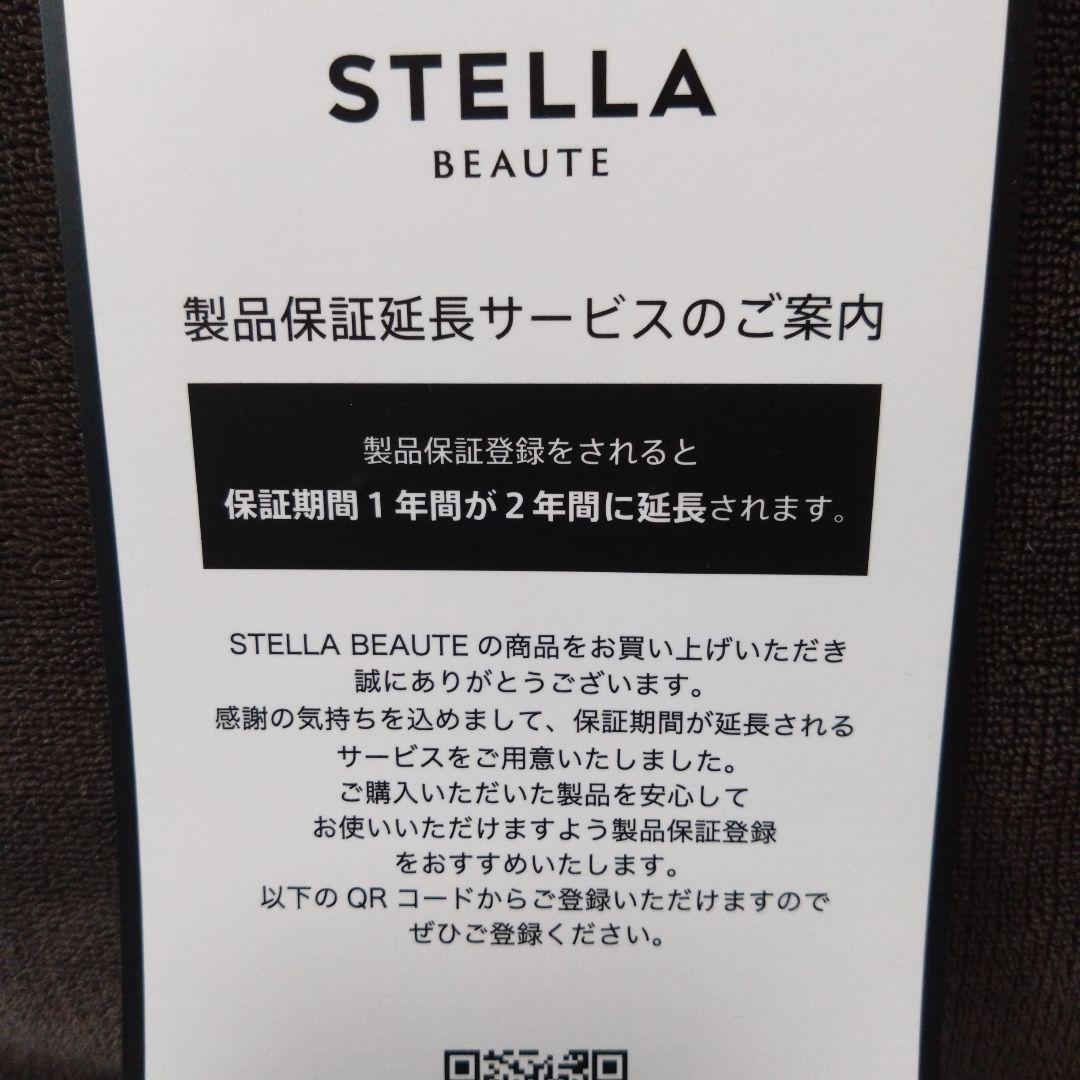 STELLA
BEAUTE
製品保証延長サービスのご案内
製品保証登録をされると
保証期間１年間が２年間に延長されます。
STELLA BEAUTE の商品をお買い上げいただき
誠にありがとうございます。
感謝の気持ちを込めまして、保証期間が延長される
サービスをご用意いたしました。
ご購入いただいた製品を安心して
お使いいただけますよう製品保証登録
をおすすめいたします。
以下の QR コードからご登録いただけますので
ぜひご登録ください。